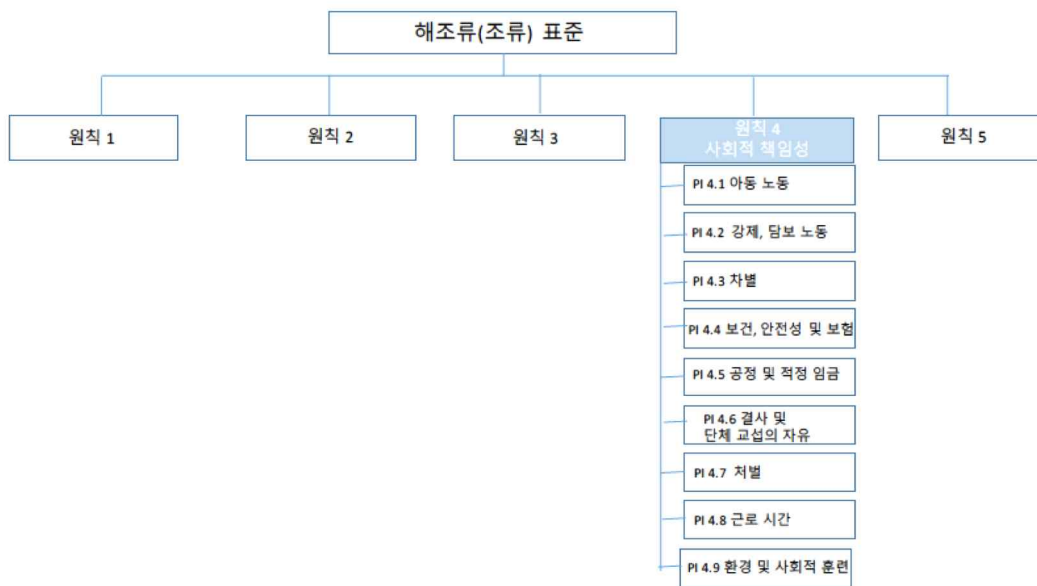 해조류(조류) 표준
원칙 1
원칙 2
원칙 3
원칙 4
사회적 책임성
원칙 5
PI 4.1 아동 노동
PI 4.2 강제, 담보 노동
PI 4.3 차별
PI 4.4 보건, 안전성 및 보험
PI 4.5 공정 및 적정 임금
PI 4.6 결사 및
단체 교섭의 자유
PI 4.7 처벌
PI 4.8 근로 시간
PI 4.9 환경 및 사회적 훈련